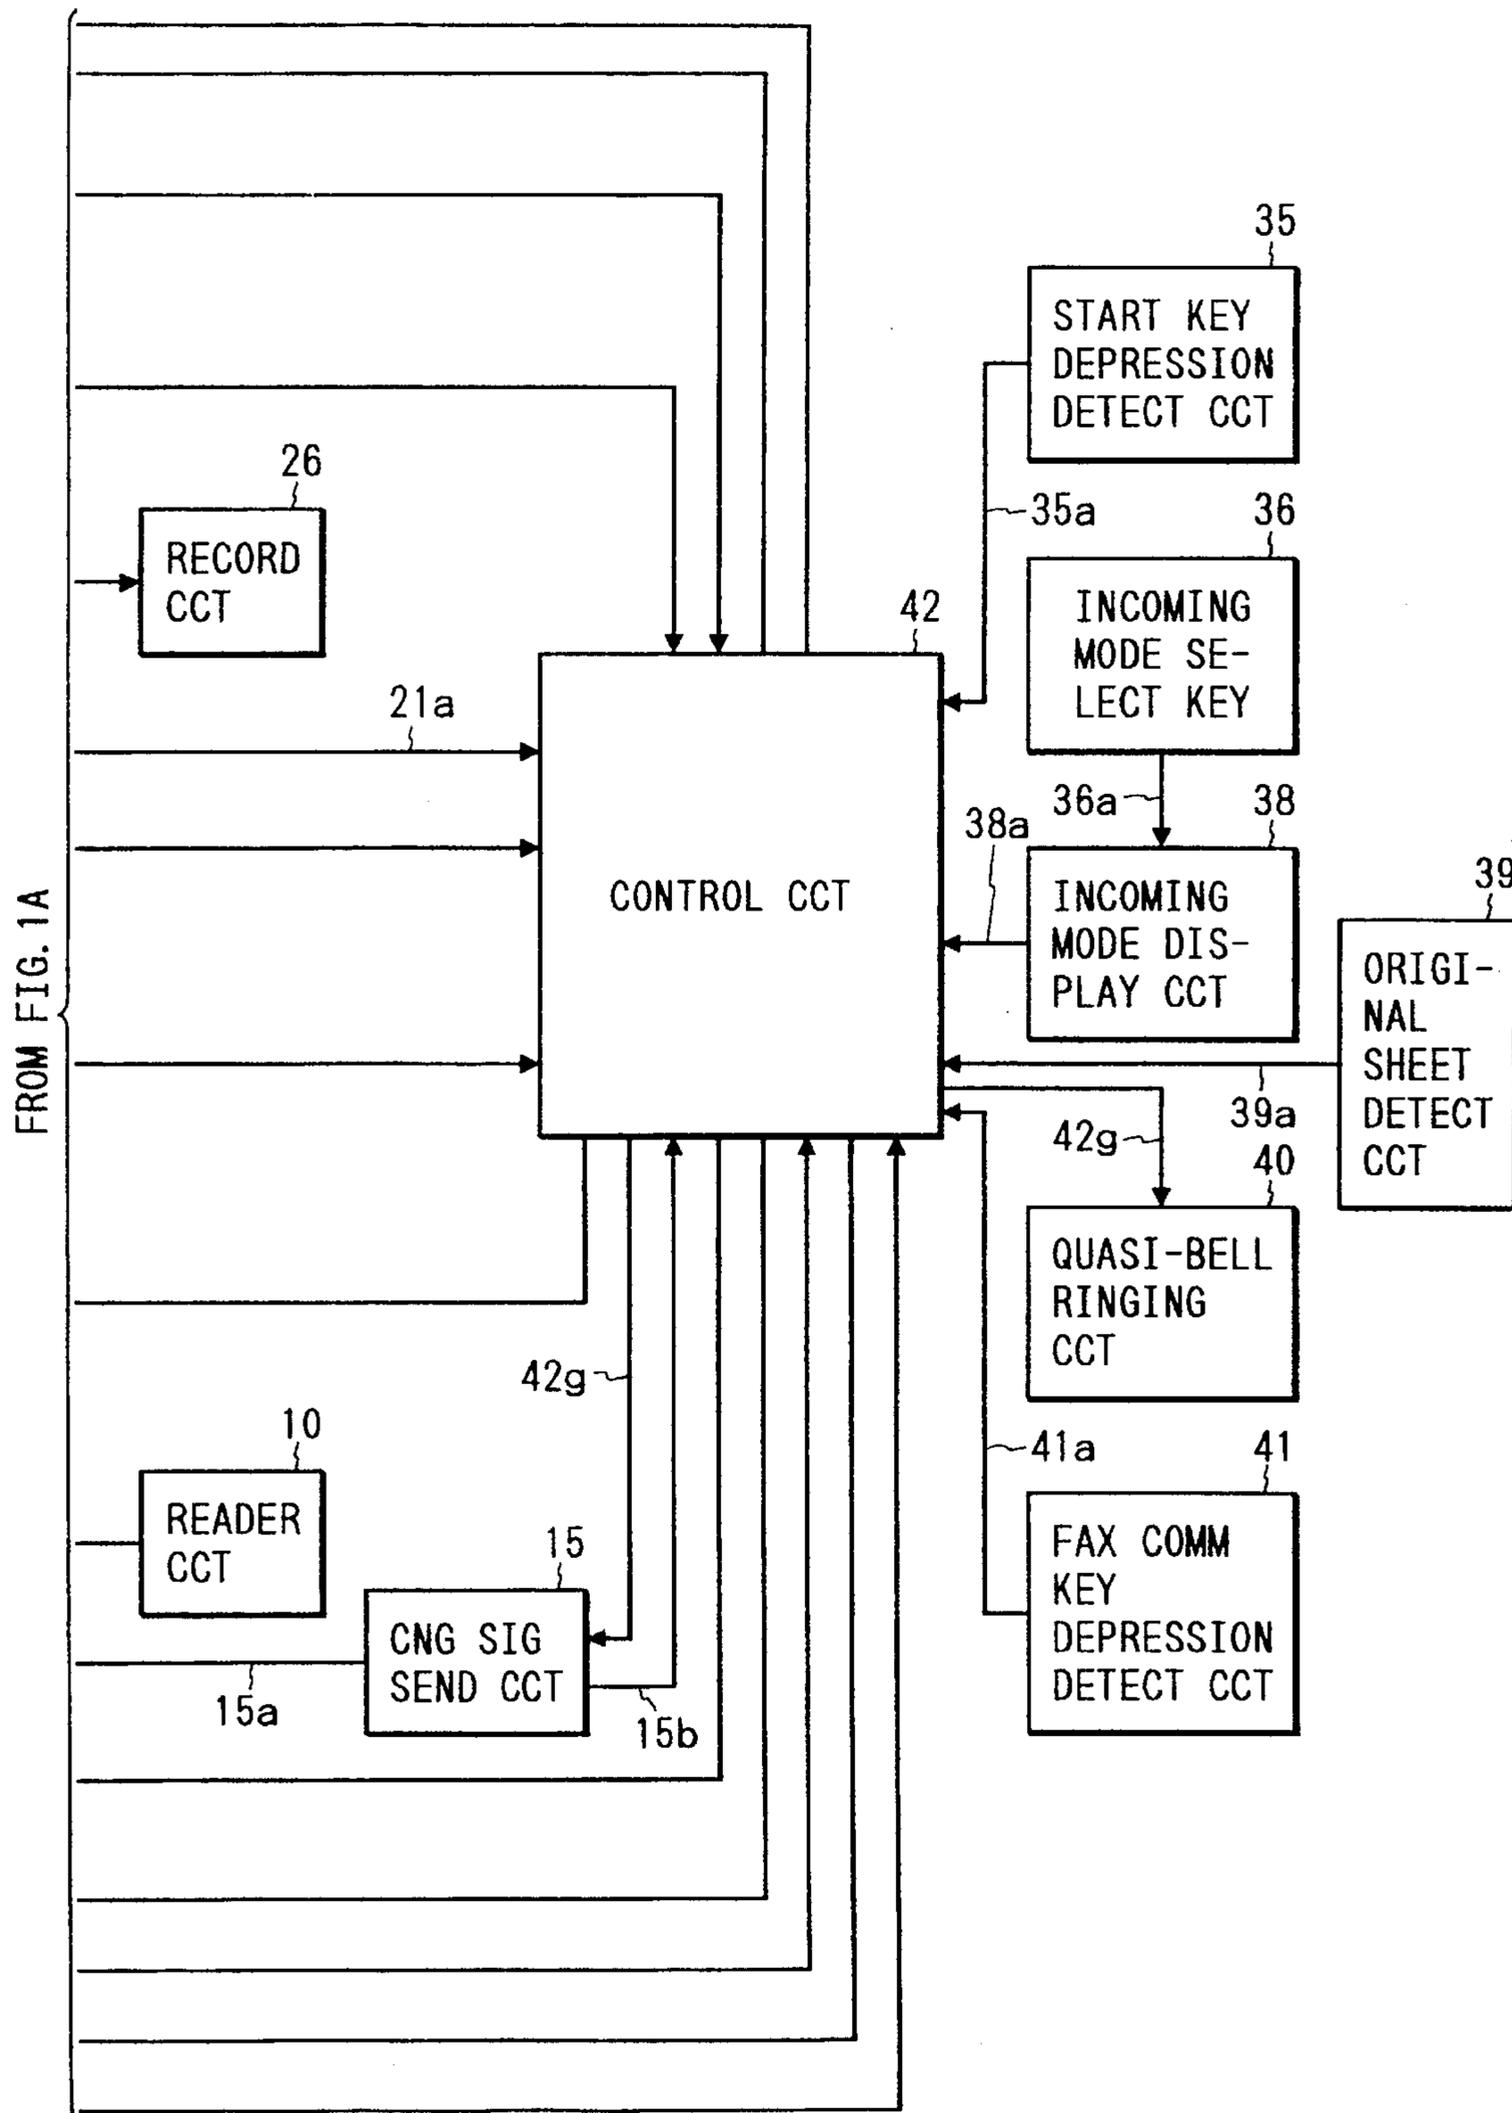 FROM FIG. 1A
35
START KEY
DEPRESSION
DETECT CCT
35a
26
RECORD
CCT
36
INCOMING
MODE SE-
LECT KEY
36a
42
CONTROL CCT
21a
38a
38
INCOMING
MODE DIS-
PLAY CCT
39
ORIGI-
NAL
SHEET
DETECT
CCT
39a
42g
40
QUASI-BELL
RINGING
CCT
42g
10
READER
CCT
41a
41
FAX COMM
KEY
DEPRESSION
DETECT CCT
15
CNG SIG
SEND CCT
15a
15b